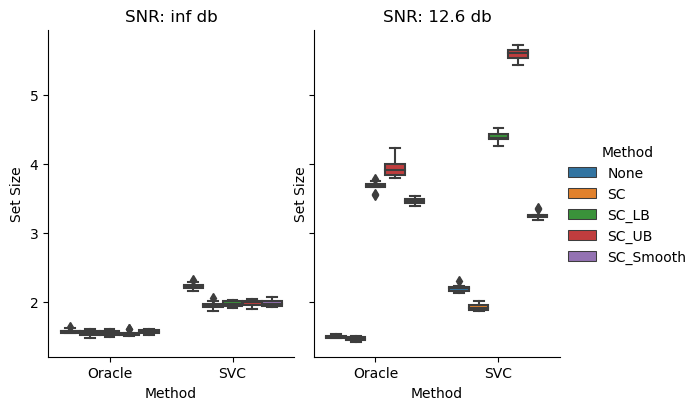 SNR: inf db
SNR: 12.6 db
Set Size
5
4
3
2
Oracle
SVC
Method
Set Size
Oracle
SVC
Method
Method
None
SC
SC_LB
SC_UB
SC_Smooth